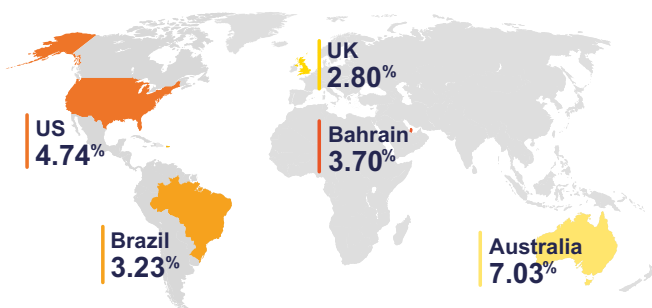 UK
2.80%
US
4.74%
Bahrain
3.70%
Brazil
3.23%
Australia
7.03%